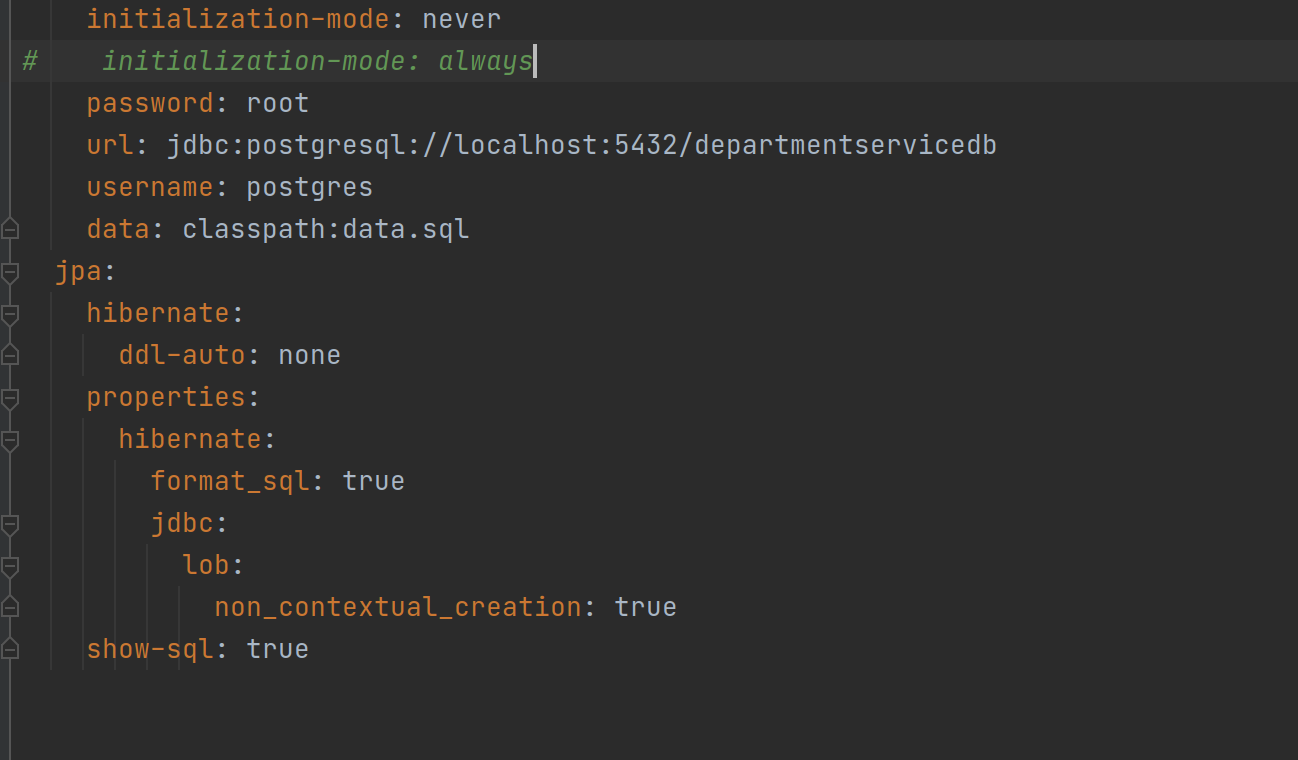 initialization-mode: never
#    initialization-mode: always
password: root
url: jdbc:postgresql://localhost:5432/departmentservicedb
username: postgres
data: classpath:data.sql
jpa:
hibernate:
ddl-auto: none
properties:
hibernate:
format_sql: true
jdbc:
lob:
non_contextual_creation: true
show-sql: true